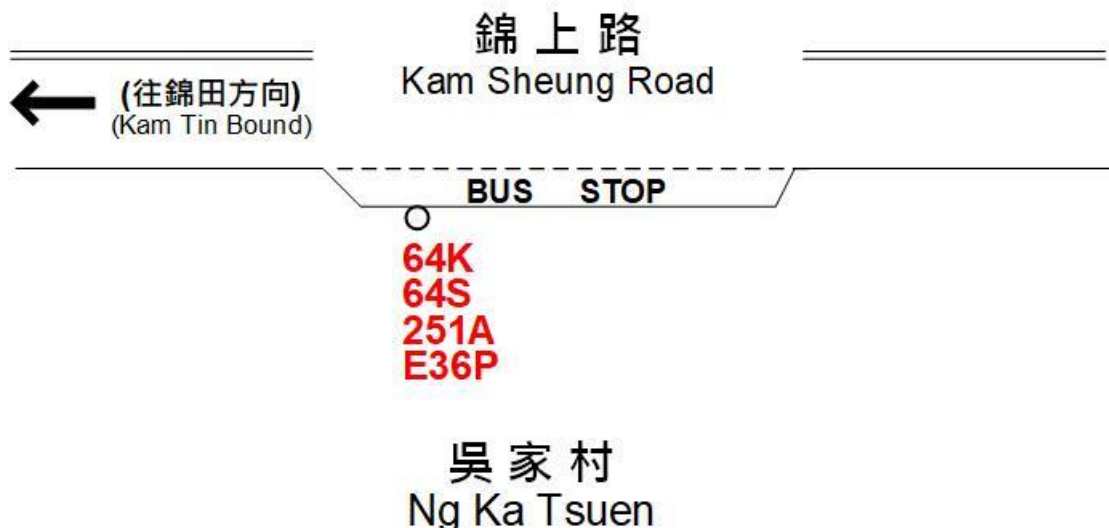 錦上路
Kam Sheung Road
(往錦田方向)
(Kam Tin Bound)
BUS STOP
64K
64S
251A
E36P
吳家村
Ng Ka Tsuen